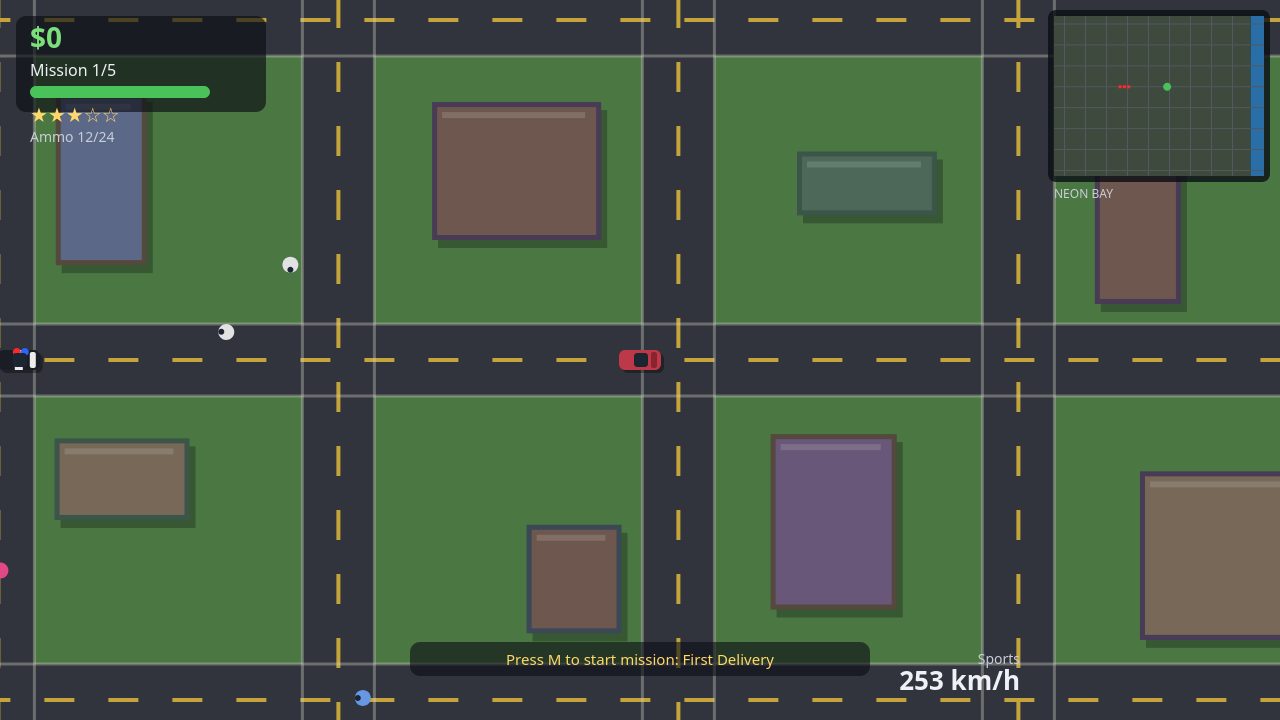 $0
Mission 1/5
★★★☆☆
Ammo 12/24
NEON BAY
Press M to start mission: First Delivery
Sports
253 km/h